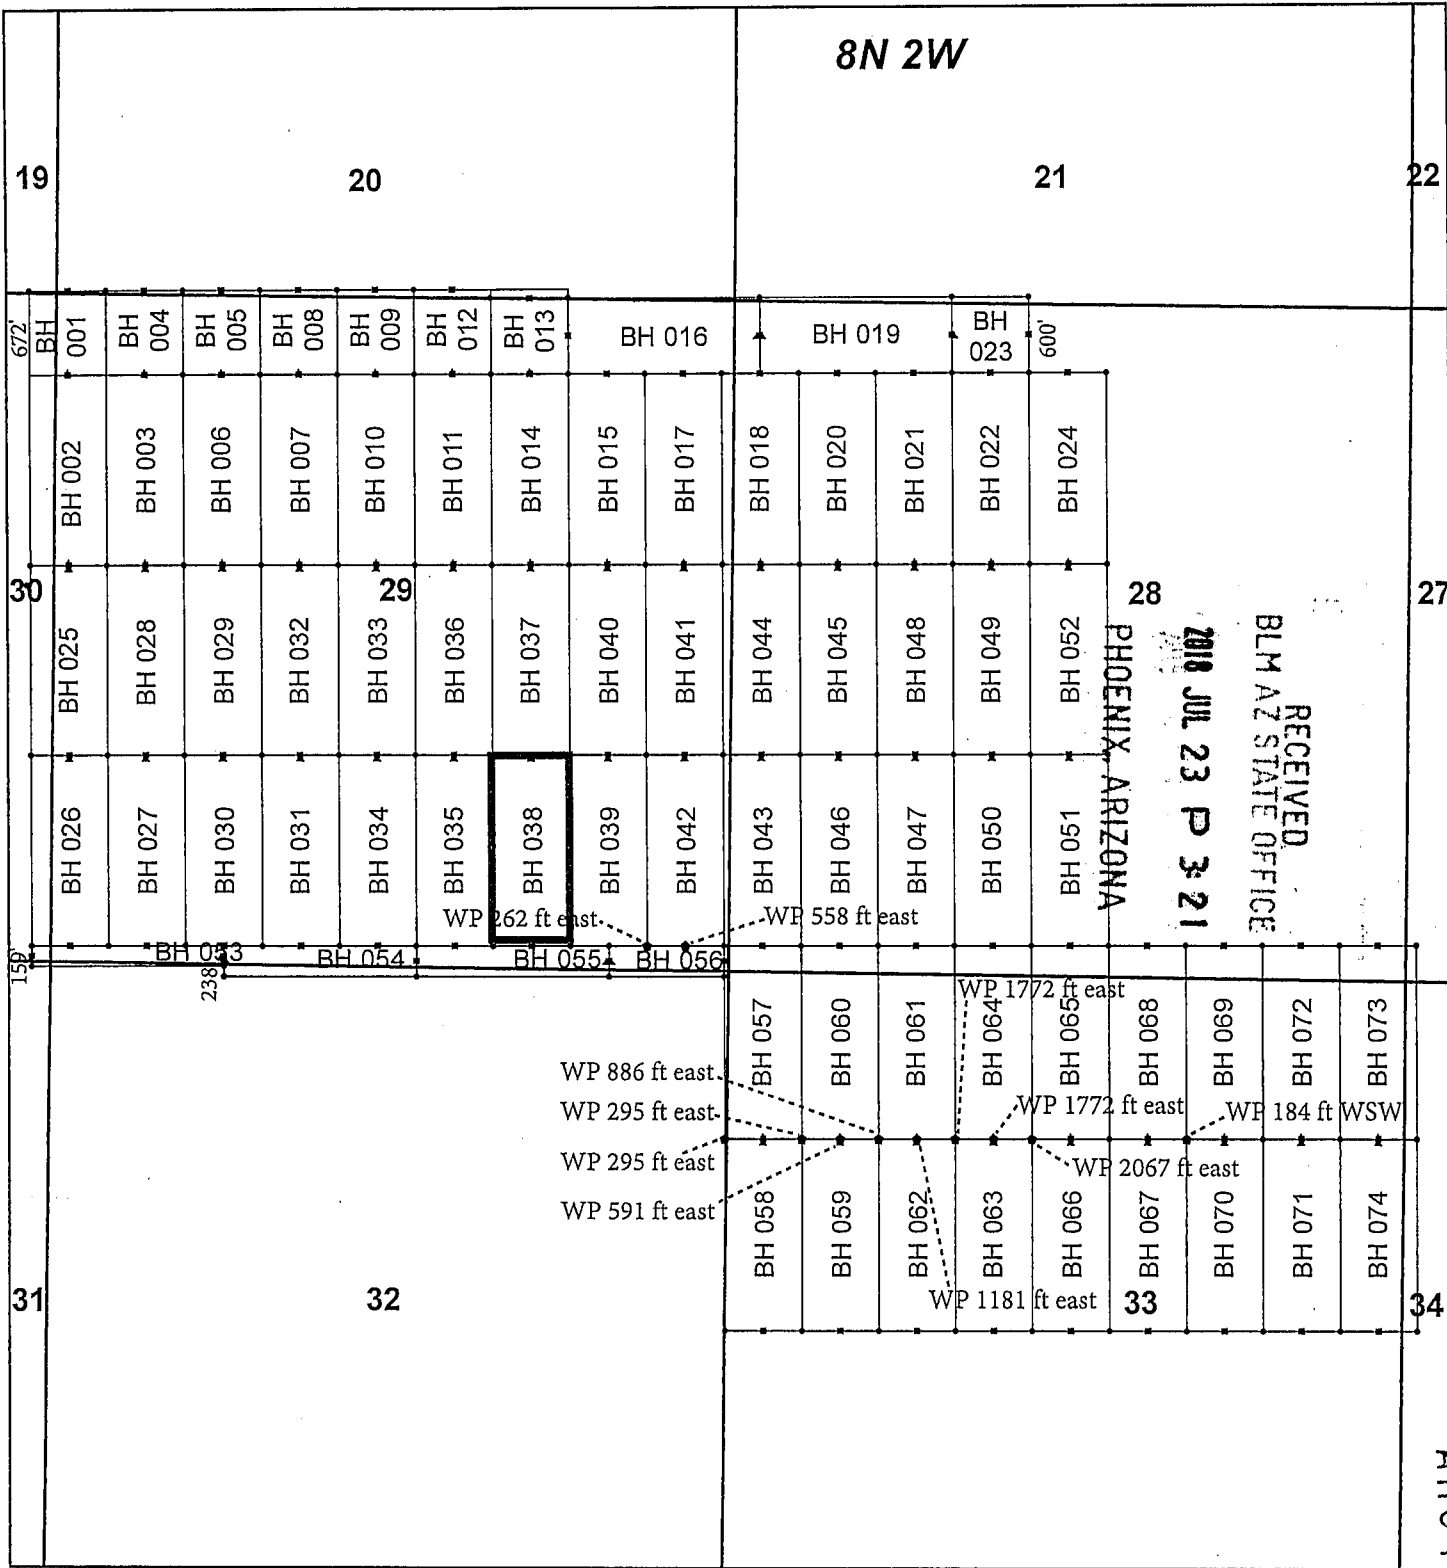 8N 2W
19
20
21
22
672'
BH 001
BH 004
BH 005
BH 008
BH 009
BH 012
BH 013
BH 016
BH 019
BH 023
600'
BH 002
BH 003
BH 006
BH 007
BH 010
BH 011
BH 014
BH 015
BH 017
BH 018
BH 020
BH 021
BH 022
BH 024
30
29
28
27
BH 025
BH 028
BH 029
BH 032
BH 033
BH 036
BH 037
BH 040
BH 041
BH 044
BH 045
BH 048
BH 049
BH 052
RECEIVED
BLM AZ STATE OFFICE
2018 JUL 23 P 3:21
PHOENIX, ARIZONA
BH 026
BH 027
BH 030
BH 031
BH 034
BH 035
BH 038
BH 039
BH 042
BH 043
BH 046
BH 047
BH 050
BH 051
WP 262 ft east
WP 558 ft east
159'
BH 053
238'
BH 054
BH 055
BH 056
BH 057
BH 060
BH 061
BH 064
BH 065
BH 068
BH 069
BH 072
BH 073
WP 1772 ft east
WP 886 ft east
WP 295 ft east
WP 1772 ft east
WP 184 ft WSW
WP 295 ft east
WP 2067 ft east
WP 591 ft east
BH 058
BH 059
BH 062
BH 063
BH 066
BH 067
BH 070
BH 071
BH 074
WP 1181 ft east
31
32
33
34